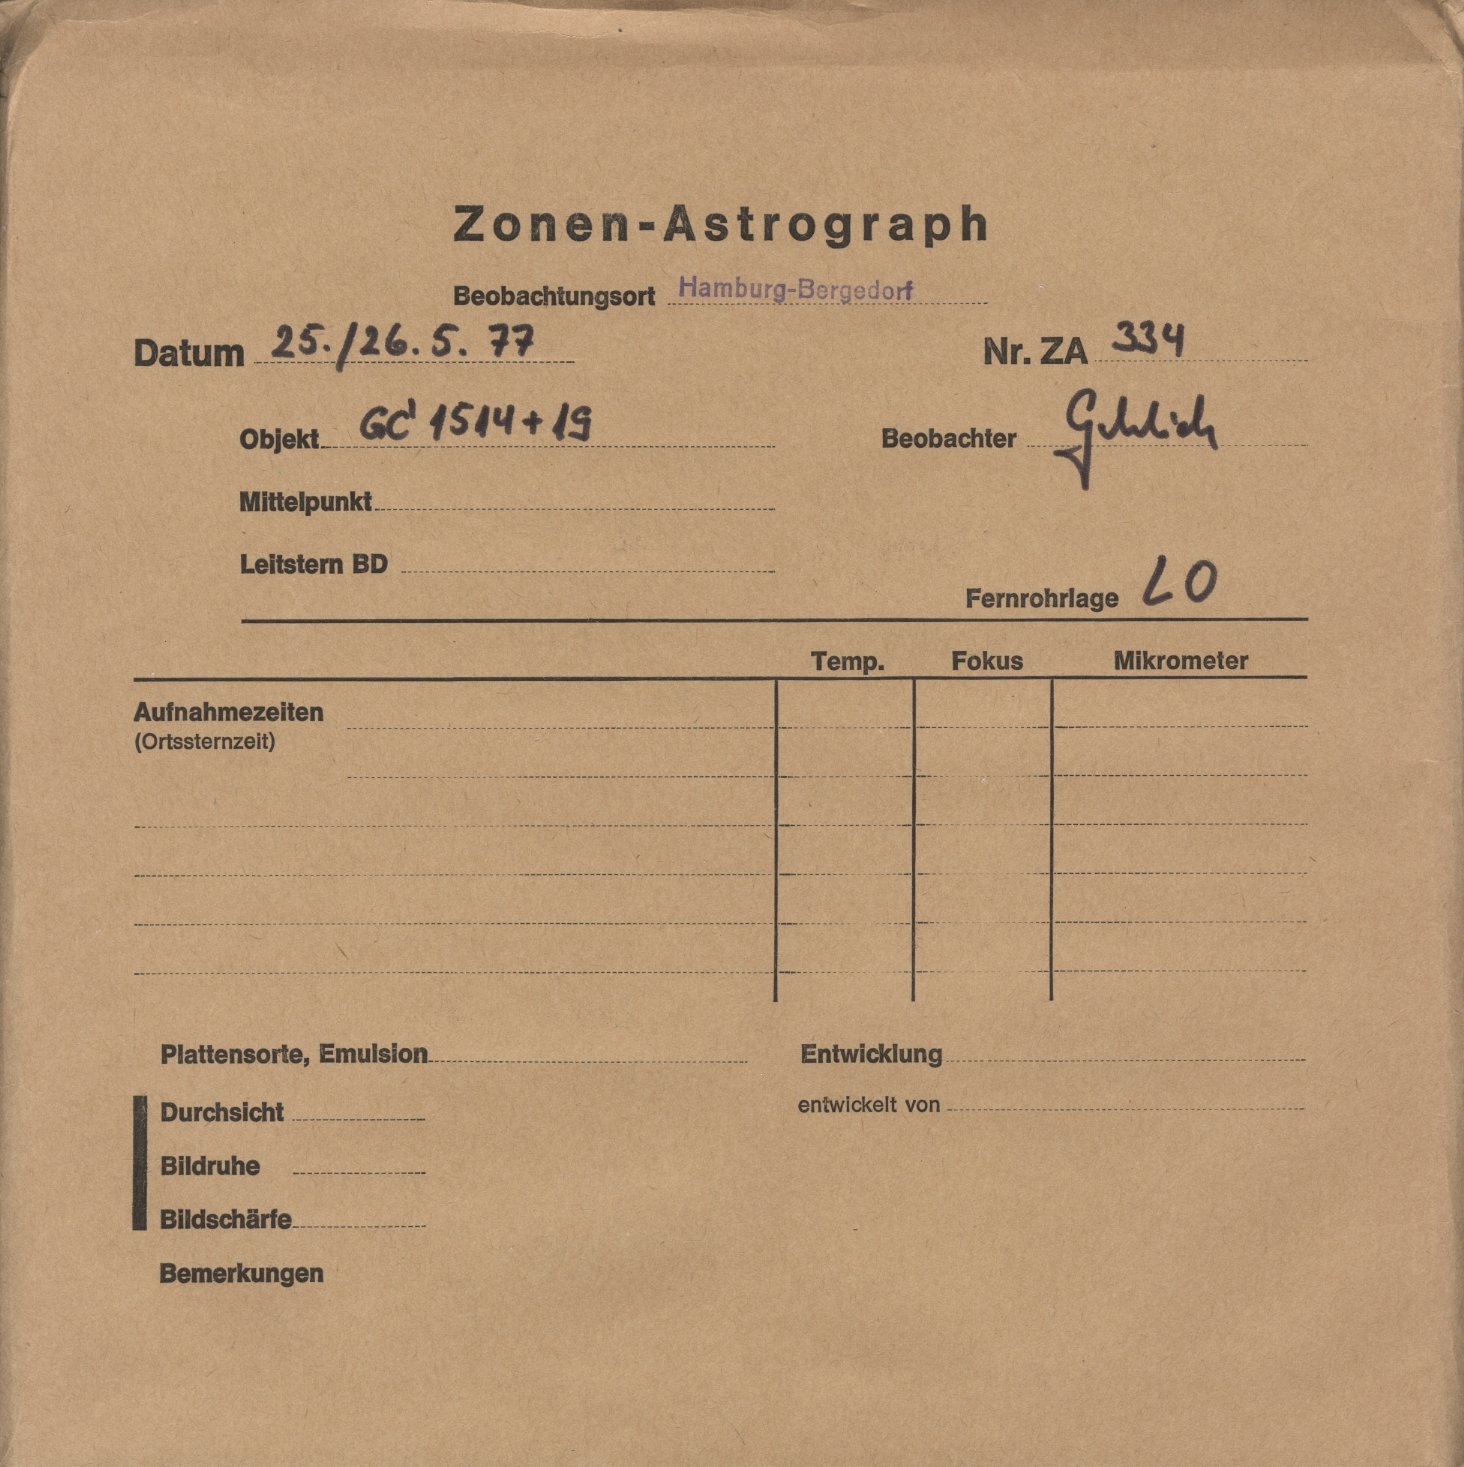 Zonen-Astrograph
Beobachtungsort Hamburg-Bergedorf
Datum 25./26. 5. 77
Nr. ZA 334
Objekt GC' 1514+19
Beobachter
Mittelpunkt
Leitstern BD
Fernrohrlage LO
Temp. Fokus Mikrometer
Aufnahmezeiten
(Ortssternzeit)
Plattensorte, Emulsion
Entwicklung
Durchsicht
entwickelt von
Bildruhe
Bildschärfe
Bemerkungen